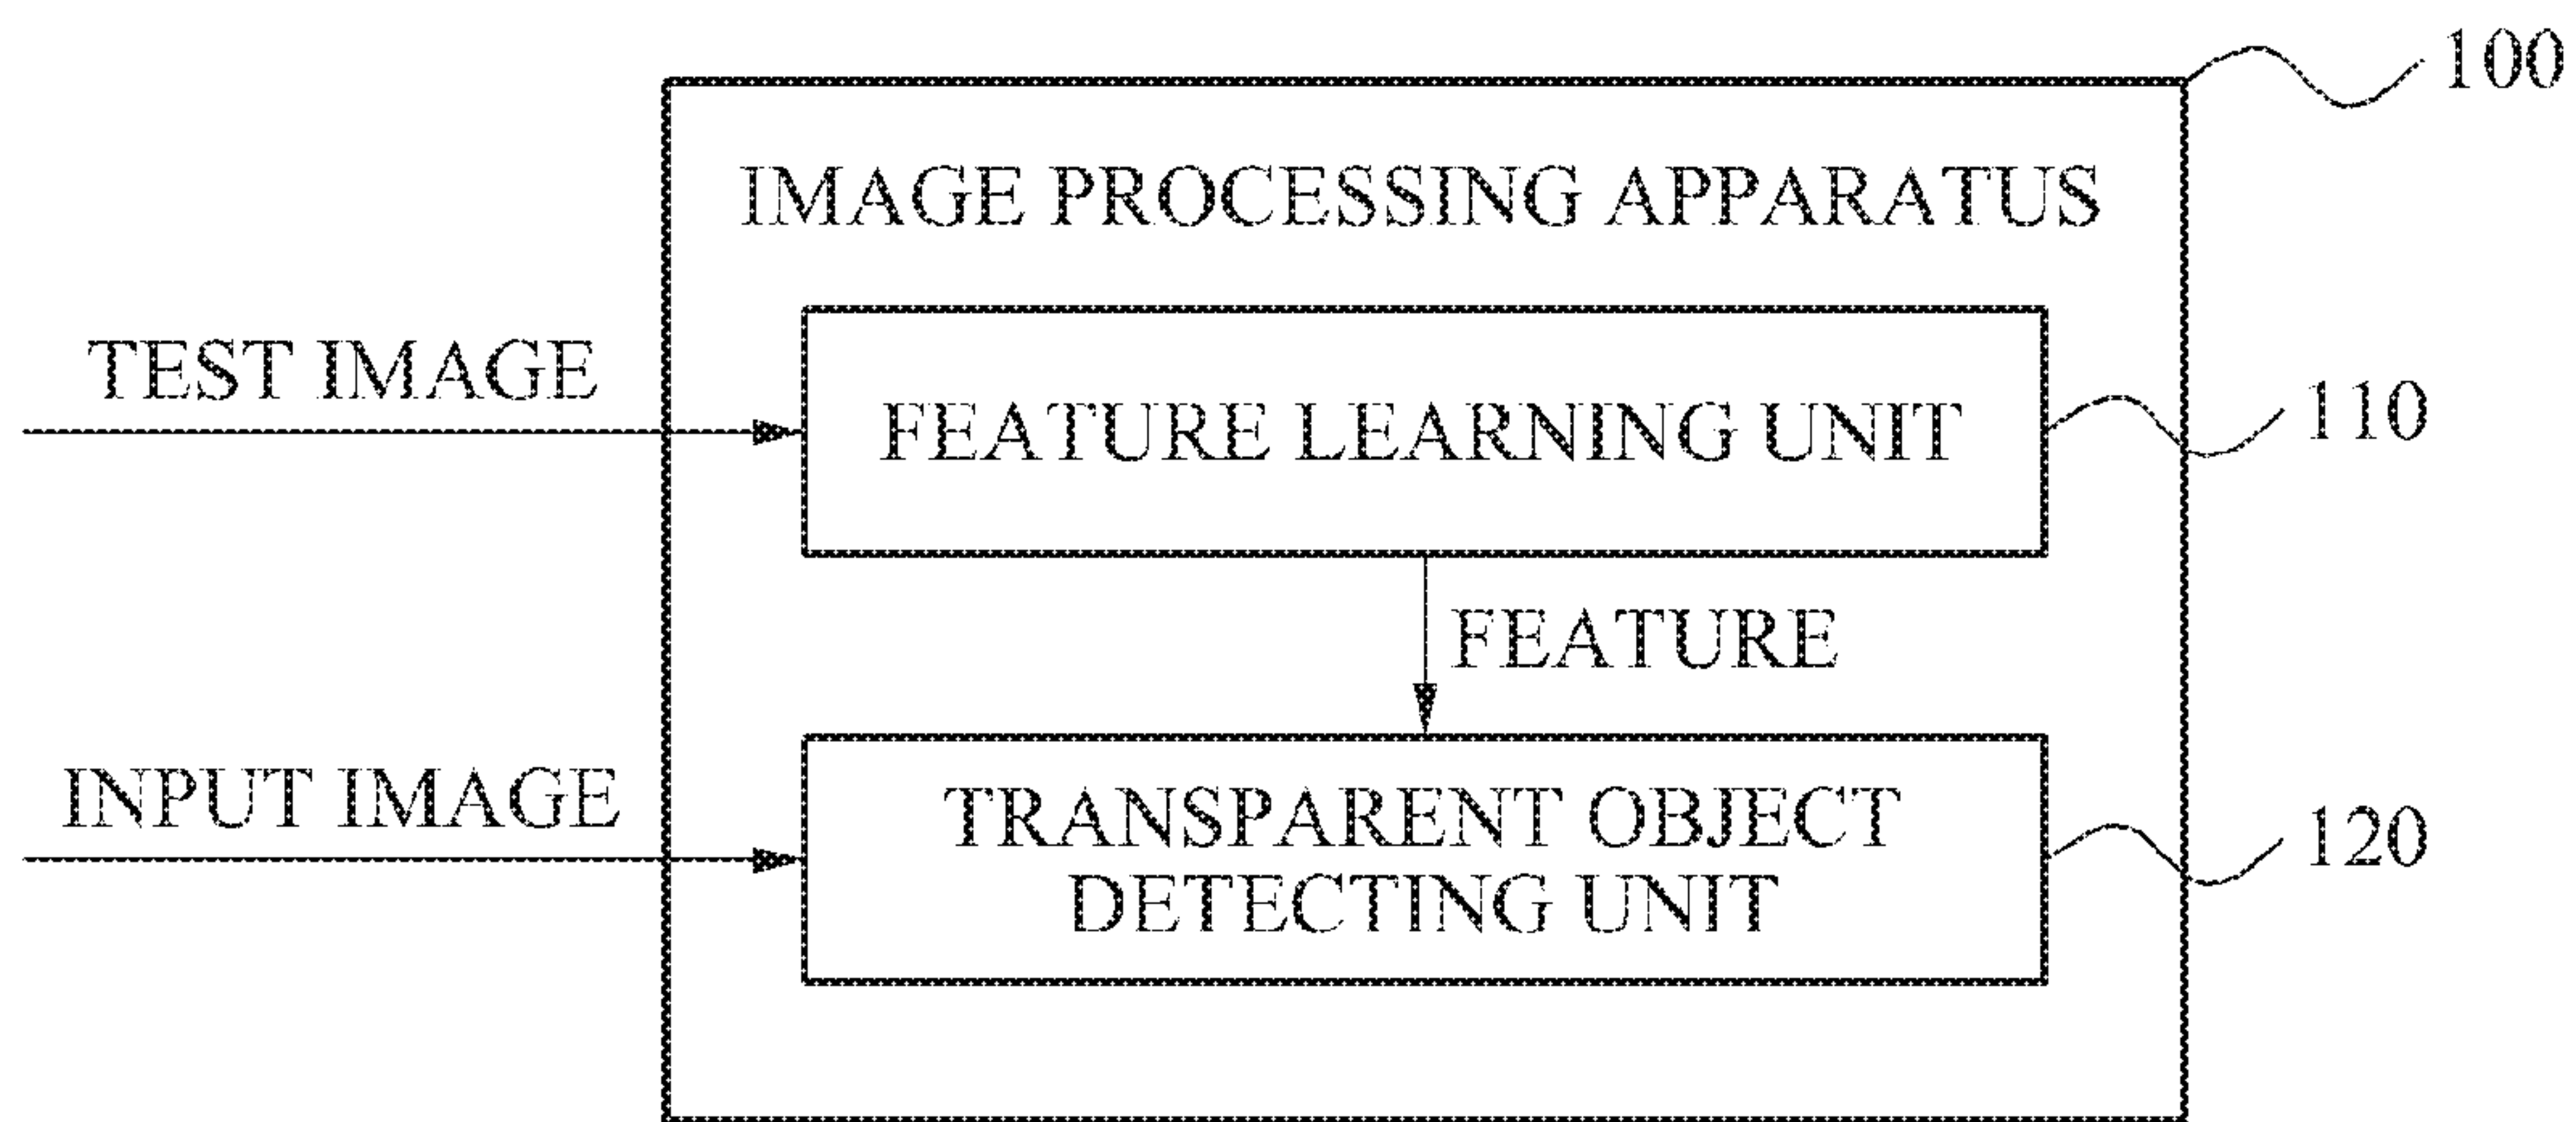 100
IMAGE PROCESSING APPARATUS
TEST IMAGE
FEATURE LEARNING UNIT
110
FEATURE
INPUT IMAGE
TRANSPARENT OBJECT
DETECTING UNIT
120